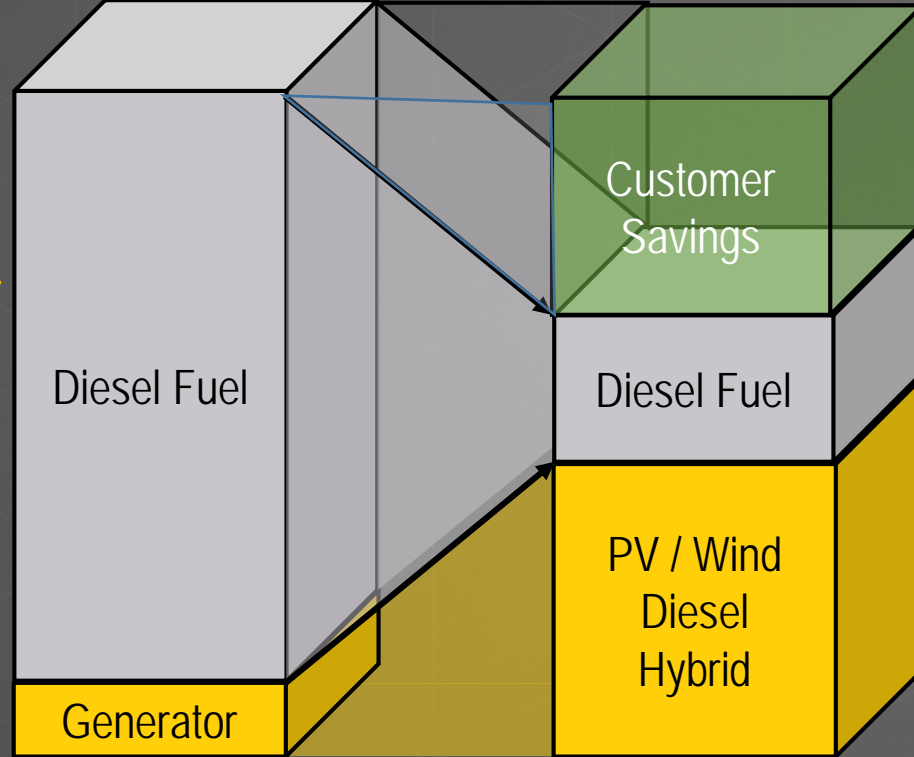 Customer
Savings
Diesel Fuel
Diesel Fuel
PV / Wind
Diesel
Hybrid
Generator